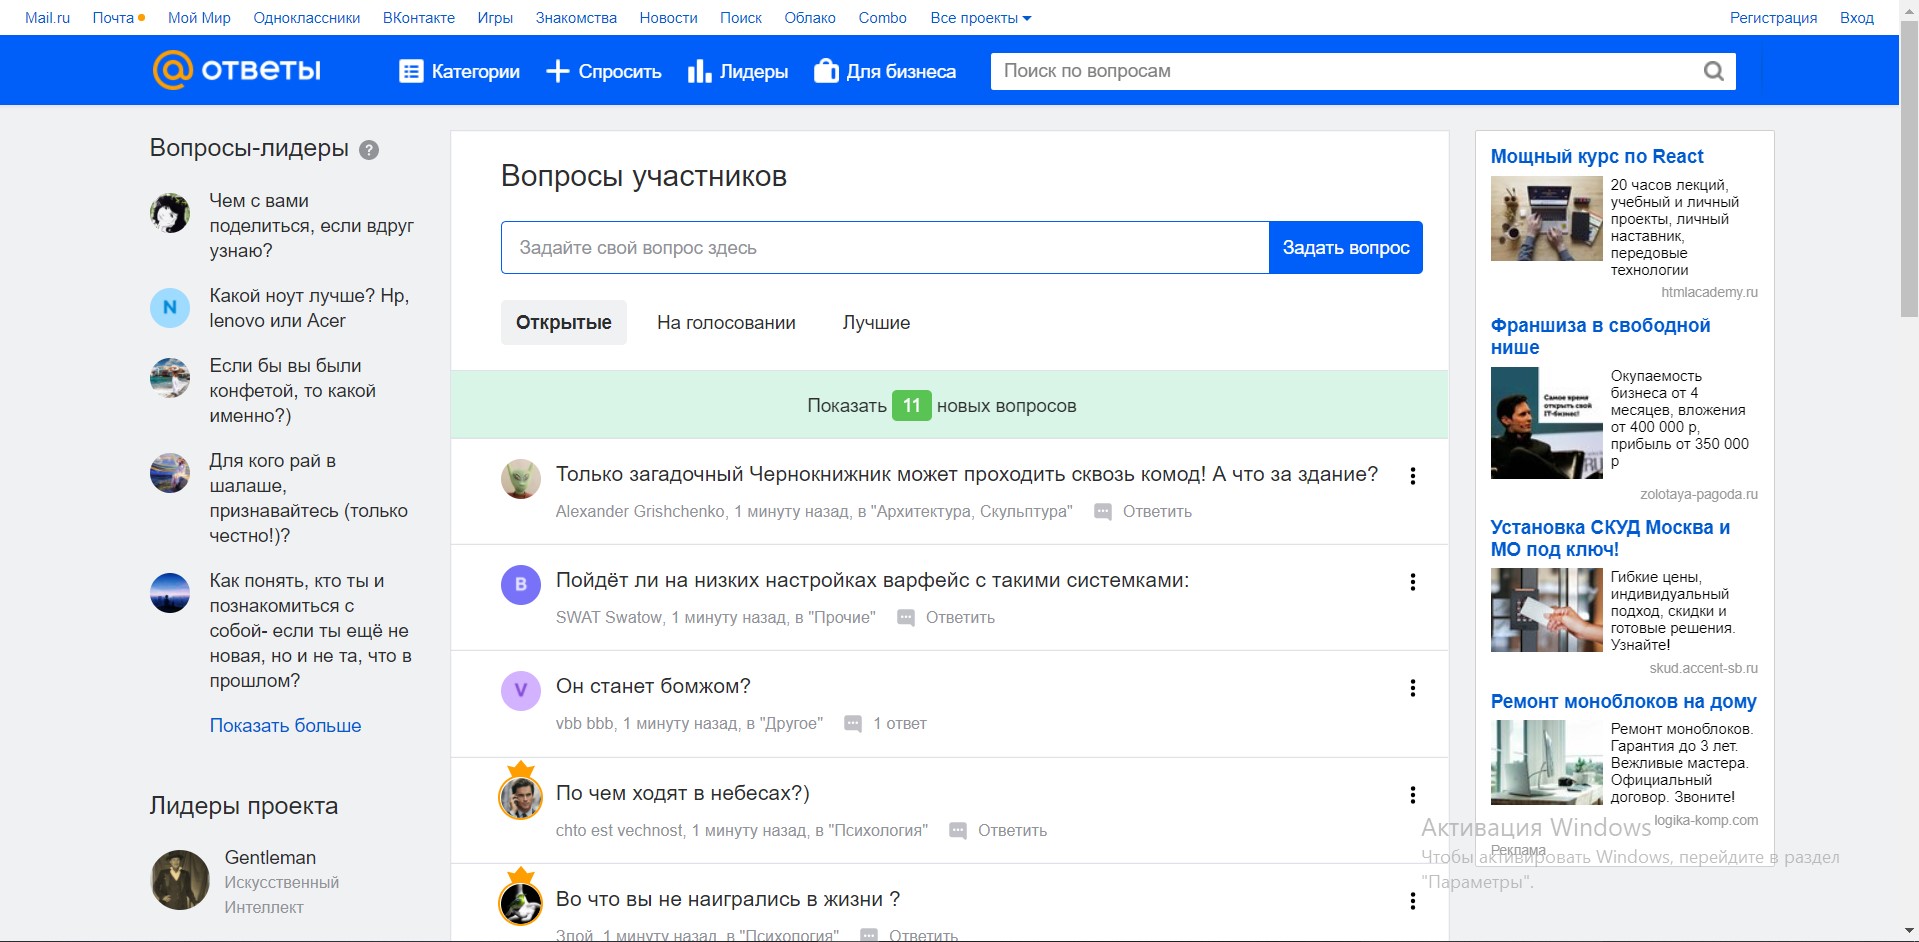 Mail.ru Почта Мой Мир Одноклассники ВКонтакте Игры Знакомства Новости Поиск Облако Combo Все проекты Регистрация Вход
@ ответы Категории Спросить Лидеры Для бизнеса Поиск по вопросам
Вопросы-лидеры ?
Чем с вами
поделиться, если вдруг
узнаю?
N
Какой ноут лучше? Hp,
lenovo или Acer
Если бы вы были
конфетой, то какой
именно?)
Для кого рай в
шалаше,
признавайтесь (только
честно!)?
Как понять, кто ты и
познакомиться с
собой- если ты ещё не
новая, но и не та, что в
прошлом?
Показать больше
Лидеры проекта
Gentleman
Искусственный
Интеллект
Вопросы участников
Задайте свой вопрос здесь Задать вопрос
Открытые На голосовании Лучшие
Показать 11 новых вопросов
Только загадочный Чернокнижник может проходить сквозь комод! А что за здание?
Alexander Grishchenko, 1 минуту назад, в "Архитектура, Скульптура" Ответить
B
Пойдёт ли на низких настройках варфейс с такими системками:
SWAT Swatow, 1 минуту назад, в "Прочие" Ответить
V
Он станет бомжом?
vbb bbb, 1 минуту назад, в "Другое" 1 ответ
По чем ходят в небесах?)
chto est vechnost, 1 минуту назад, в "Психология" Ответить
Во что вы не наигрались в жизни ?
Злой, 1 минуту назад, в "Психология" Ответить
Мощный курс по React
20 часов лекций,
учебный и личный
проекты, личный
наставник,
передовые
технологии
htmlacademy.ru
Франшиза в свободной
нише
Самое время
открыть свой
IT-бизнес!
Окупаемость
бизнеса от 4
месяцев, вложения
от 400 000 р,
прибыль от 350 000
р
zolotaya-pagoda.ru
Установка СКУД Москва и
МО под ключ!
Гибкие цены,
индивидуальный
подход, скидки и
готовые решения.
Узнайте!
skud.accent-sb.ru
Ремонт моноблоков на дому
Ремонт моноблоков.
Гарантия до 3 лет.
Вежливые мастера.
Официальный
договор. Звоните!
logika-komp.com
Реклама
Активация Windows
Чтобы активировать Windows, перейдите в раздел
"Параметры".